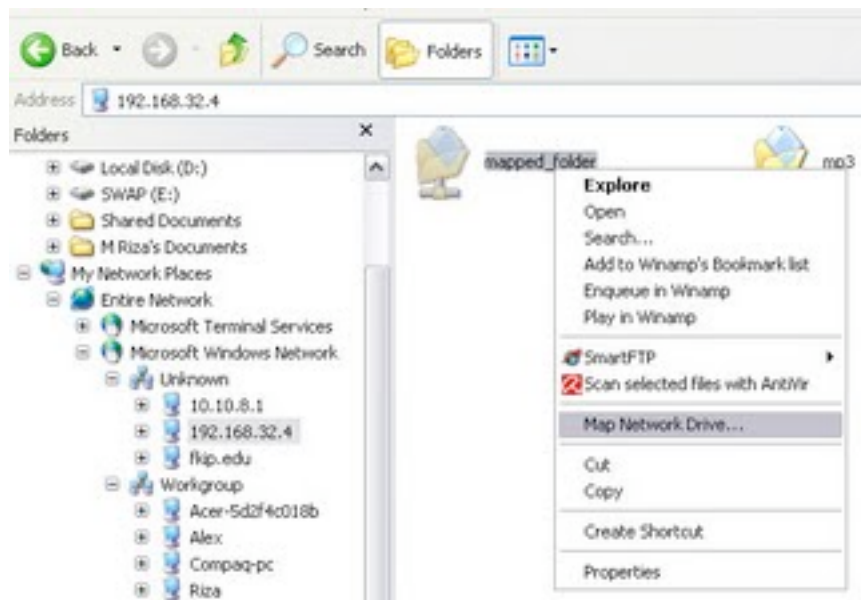 Back
Search
Folders
Address
192.168.32.4
Folders
Local Disk (D:)
SWAP (E:)
Shared Documents
M Riza's Documents
My Network Places
Entire Network
Microsoft Terminal Services
Microsoft Windows Network
Unknown
10.10.8.1
192.168.32.4
fkip.edu
Workgroup
Acer-5d2f4c018b
Alex
Compaq-pc
Riza
mapped_folder
mp3
Explore
Open
Search...
Add to Winamp's Bookmark list
Enqueue in Winamp
Play in Winamp
SmartFTP
Scan selected files with AntiVir
Map Network Drive...
Cut
Copy
Create Shortcut
Properties